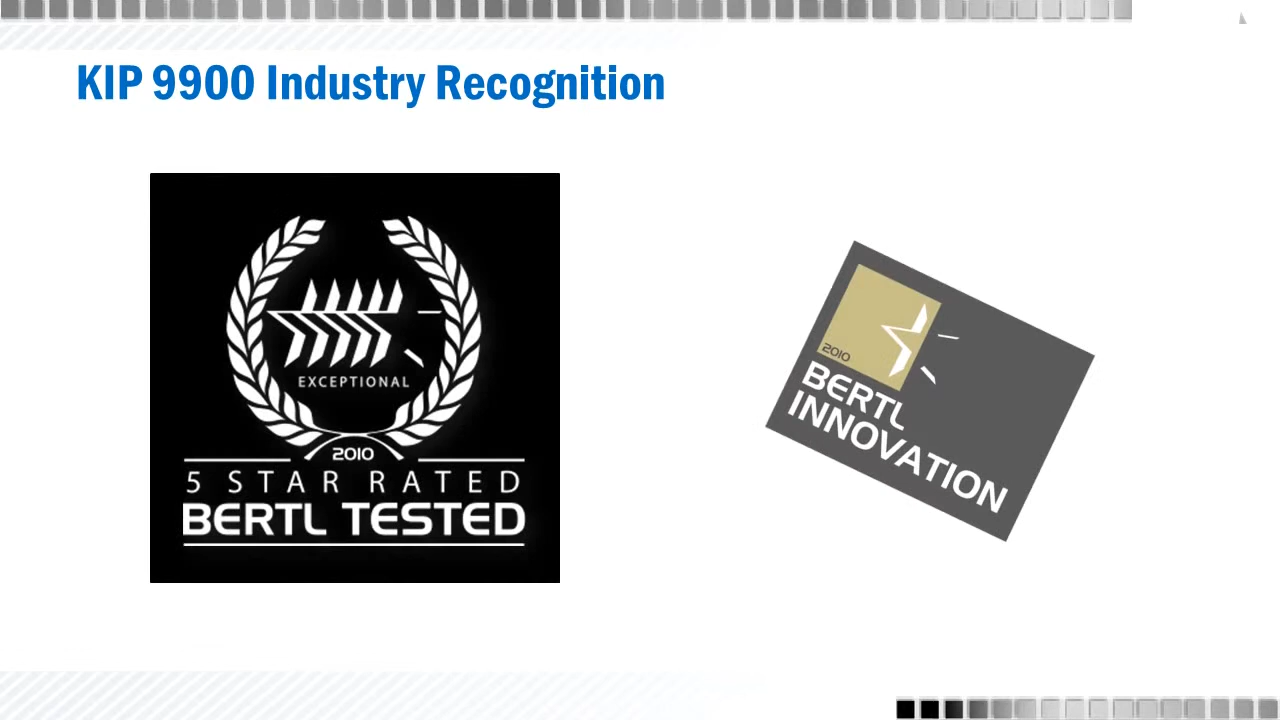 KIP 9900 Industry Recognition
EXCEPTIONAL
2010
5 STAR RATED
BERTL TESTED
2010
BERTL
INNOVATION